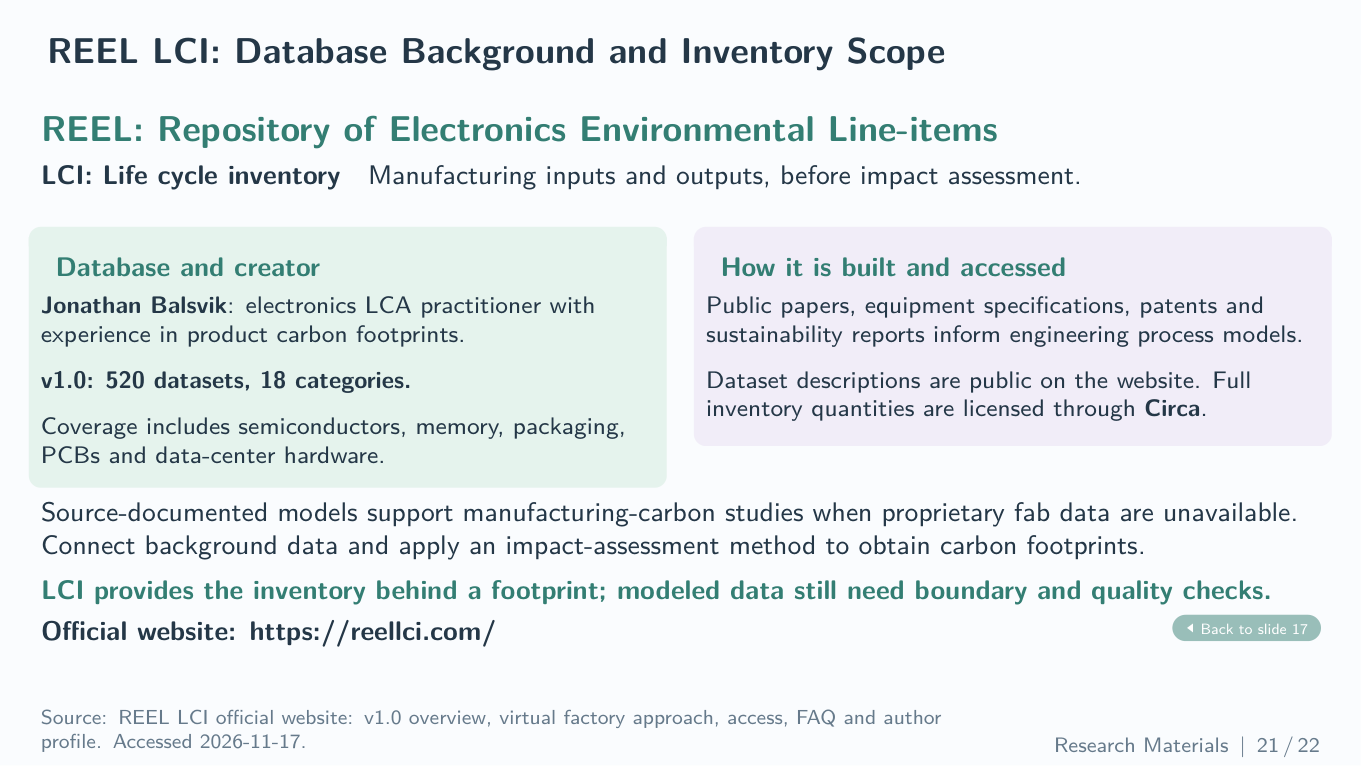 REEL LCI: Database Background and Inventory Scope
REEL: Repository of Electronics Environmental Line-items
LCI: Life cycle inventory Manufacturing inputs and outputs, before impact assessment.
Database and creator
Jonathan Balsvik: electronics LCA practitioner with
experience in product carbon footprints.
v1.0: 520 datasets, 18 categories.
Coverage includes semiconductors, memory, packaging,
PCBs and data-center hardware.
How it is built and accessed
Public papers, equipment specifications, patents and
sustainability reports inform engineering process models.
Dataset descriptions are public on the website. Full
inventory quantities are licensed through Circa.
Source-documented models support manufacturing-carbon studies when proprietary fab data are unavailable.
Connect background data and apply an impact-assessment method to obtain carbon footprints.
LCI provides the inventory behind a footprint; modeled data still need boundary and quality checks.
Official website: https://reellci.com/
Back to slide 17
Source: REEL LCI official website: v1.0 overview, virtual factory approach, access, FAQ and author
profile. Accessed 2026-11-17.
Research Materials | 21 / 22